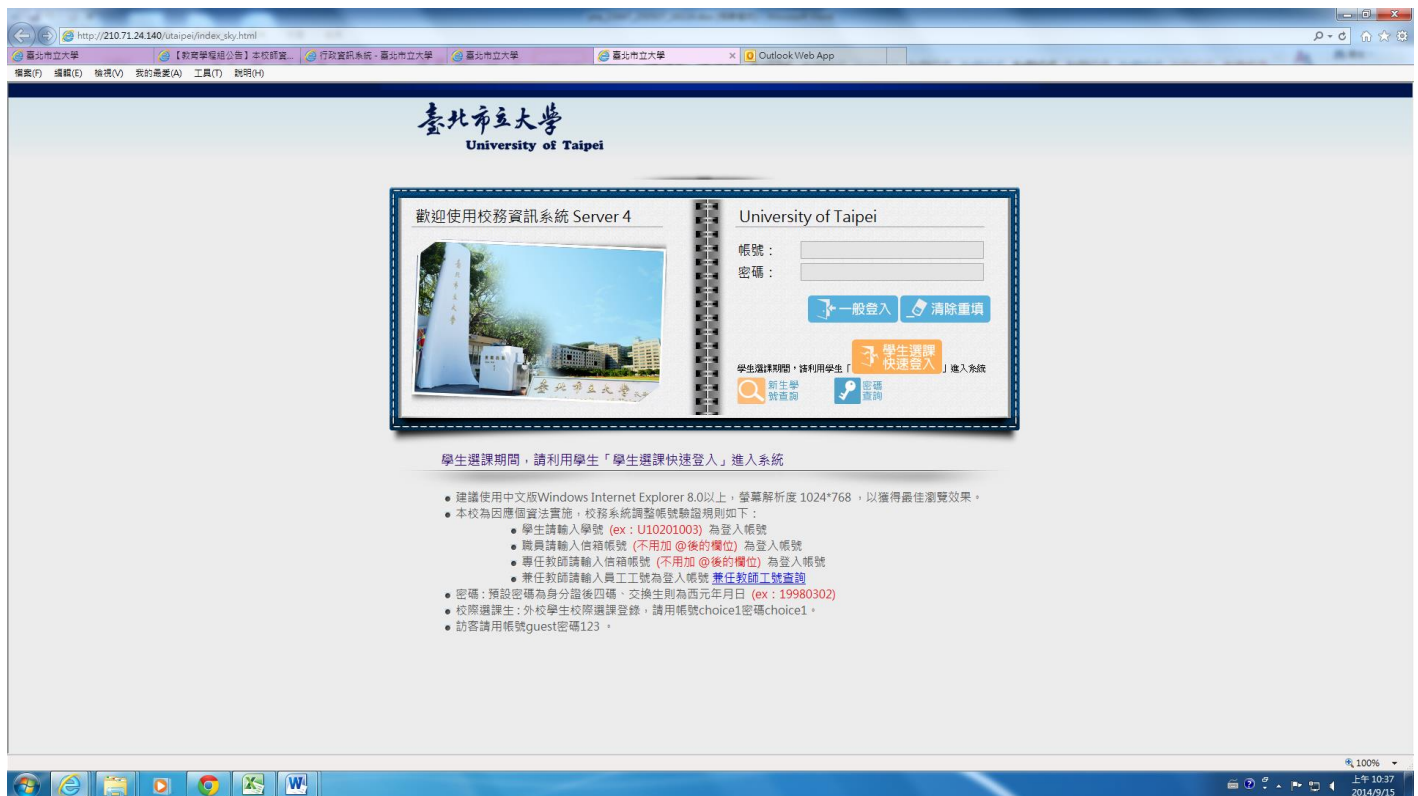 http://210.71.24.140/utaipei/index_sky.html
臺北市立大學
【教育學程組公告】本校師資...
行政資訊系統 - 臺北市立大學
臺北市立大學
臺北市立大學
Outlook Web App
檔案(F) 編輯(E) 檢視(V) 我的最愛(A) 工具(T) 說明(H)
臺北市立大學
University of Taipei
歡迎使用校務資訊系統 Server 4
臺北市立大學
University of Taipei
帳號：
密碼：
一般登入 清除重填
學生選課期間，請利用學生「 學生選課快速登入 」進入系統
新生學號查詢
密碼查詢
學生選課期間，請利用學生「學生選課快速登入」進入系統
建議使用中文版Windows Internet Explorer 8.0以上，螢幕解析度 1024*768 ，以獲得最佳瀏覽效果。
本校為因應個資法實施，校務系統調整帳號驗證規則如下：
學生請輸入學號 (ex：U10201003) 為登入帳號
職員請輸入信箱帳號 (不用加 @後的欄位) 為登入帳號
專任教師請輸入信箱帳號 (不用加 @後的欄位) 為登入帳號
兼任教師請輸入員工工號為登入帳號 兼任教師工號查詢
密碼 : 預設密碼為身分證後四碼、交換生則為西元年月日 (ex：19980302)
校際選課生 : 外校學生校際選課登錄，請用帳號choice1密碼choice1。
訪客請用帳號guest密碼123 。
100%
上午 10:37
2014/9/15